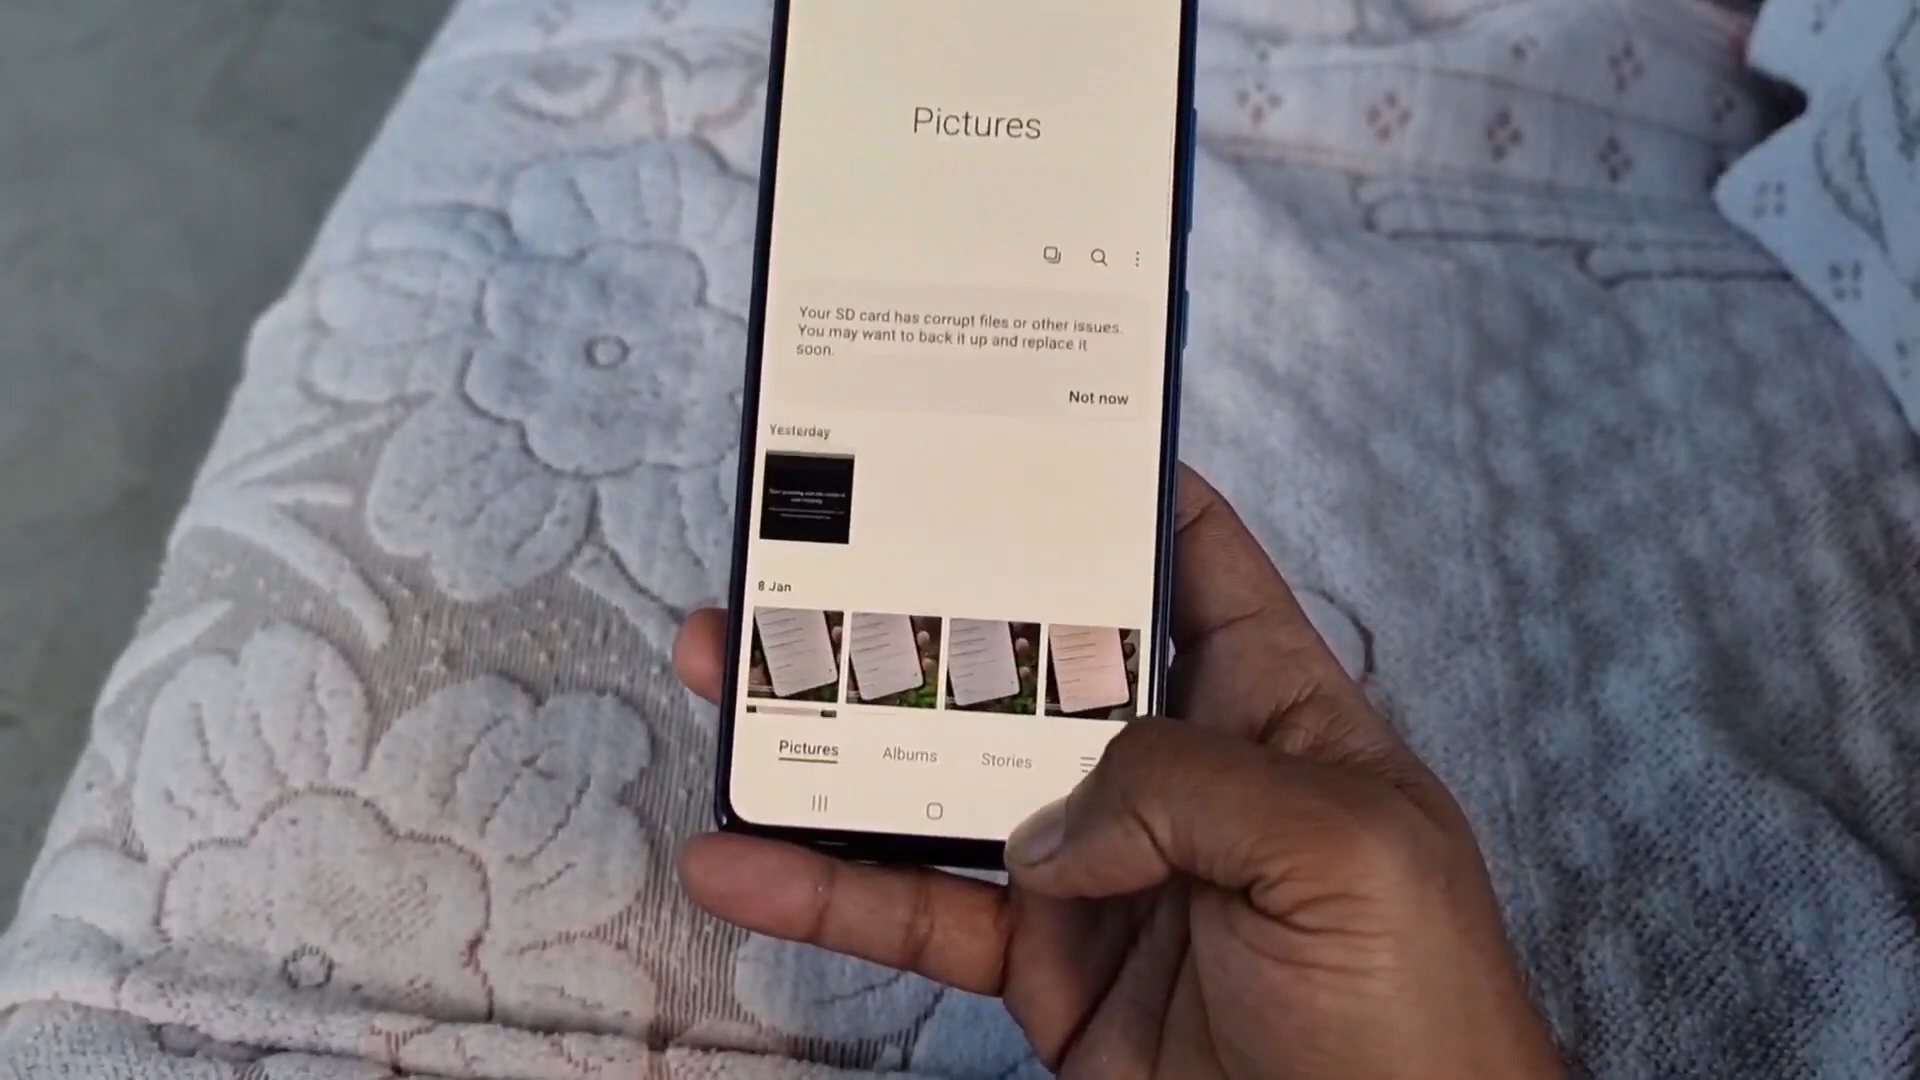 Pictures
Your SD card has corrupt files or other issues.
You may want to back it up and replace it
soon.
Not now
Yesterday
8 Jan
Pictures
Albums
Stories